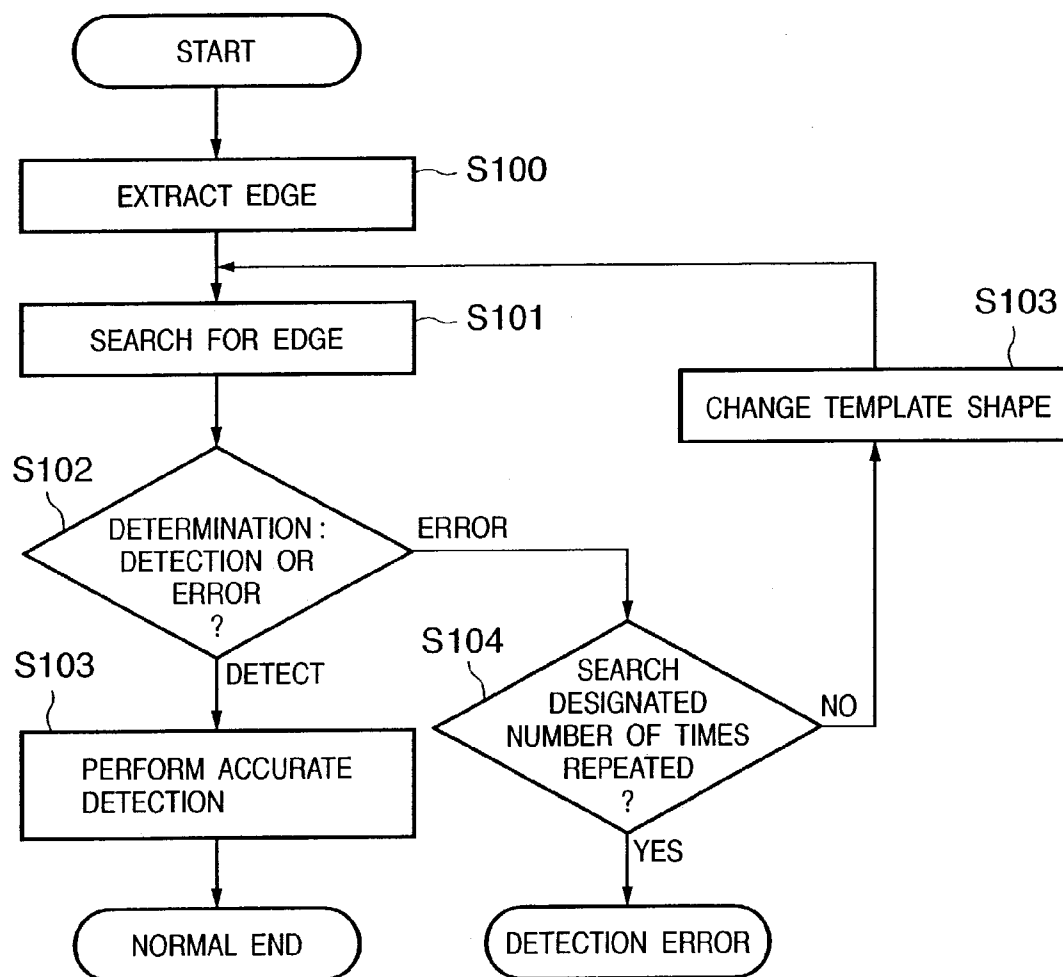 START
EXTRACT EDGE
S100
SEARCH FOR EDGE
S101
S103
CHANGE TEMPLATE SHAPE
S102
DETERMINATION :
DETECTION OR
ERROR
?
ERROR
DETECT
S104
SEARCH
DESIGNATED
NUMBER OF TIMES
REPEATED
?
NO
YES
S103
PERFORM ACCURATE
DETECTION
NORMAL END
DETECTION ERROR